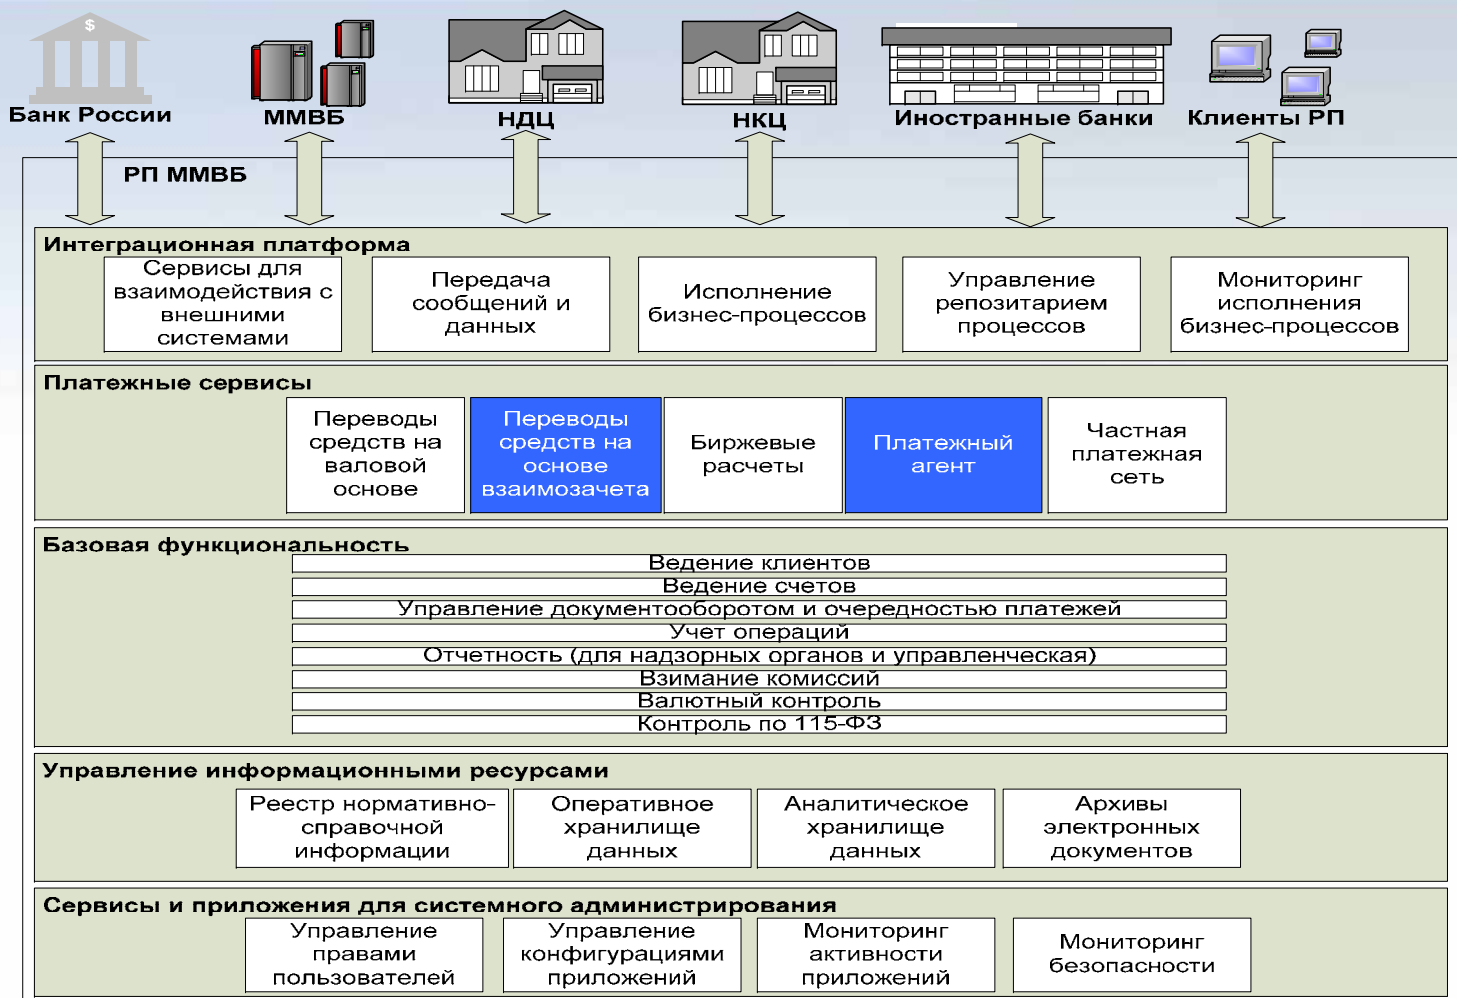 $
Банк России
ММВБ
НДЦ
НКЦ
Иностранные банки
Клиенты РП
РП ММВБ
Интеграционная платформа
Сервисы для
взаимодействия с
внешними
системами
Передача
сообщений и
данных
Исполнение
бизнес-процессов
Управление
репозитарием
процессов
Мониторинг
исполнения
бизнес-процессов
Платежные сервисы
Переводы
средств на
валовой
основе
Переводы
средств на
основе
взаимозачета
Биржевые
расчеты
Платежный
агент
Частная
платежная
сеть
Базовая функциональность
Ведение клиентов
Ведение счетов
Управление документооборотом и очередностью платежей
Учет операций
Отчетность (для надзорных органов и управленческая)
Взимание комиссий
Валютный контроль
Контроль по 115-ФЗ
Управление информационными ресурсами
Реестр нормативно-
справочной
информации
Оперативное
хранилище
данных
Аналитическое
хранилище
данных
Архивы
электронных
документов
Сервисы и приложения для системного администрирования
Управление
правами
пользователей
Управление
конфигурациями
приложений
Мониторинг
активности
приложений
Мониторинг
безопасности